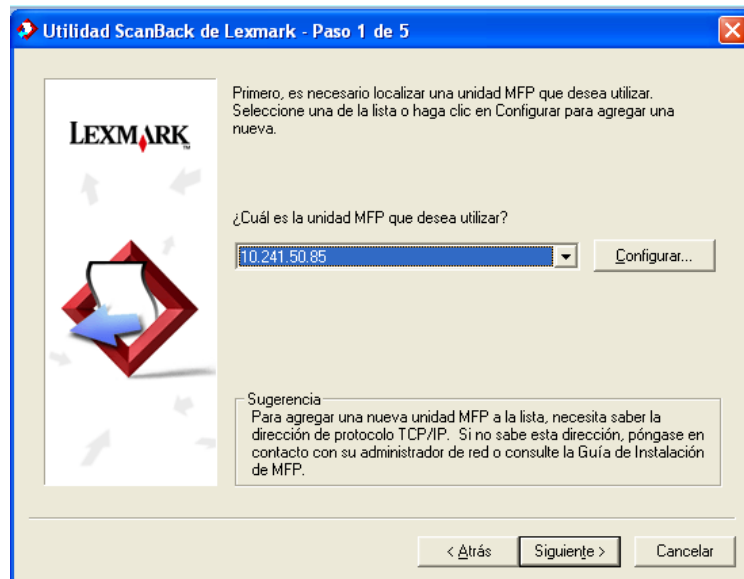 Utilidad ScanBack de Lexmark - Paso 1 de 5
LEXMARK™
Primero, es necesario localizar una unidad MFP que desea utilizar.
Seleccione una de la lista o haga clic en Configurar para agregar una
nueva.
¿Cuál es la unidad MFP que desea utilizar?
10.241.50.85
Configurar...
Sugerencia
Para agregar una nueva unidad MFP a la lista, necesita saber la
dirección de protocolo TCP/IP. Si no sabe esta dirección, póngase en
contacto con su administrador de red o consulte la Guía de Instalación
de MFP.
< Atrás
Siguiente >
Cancelar